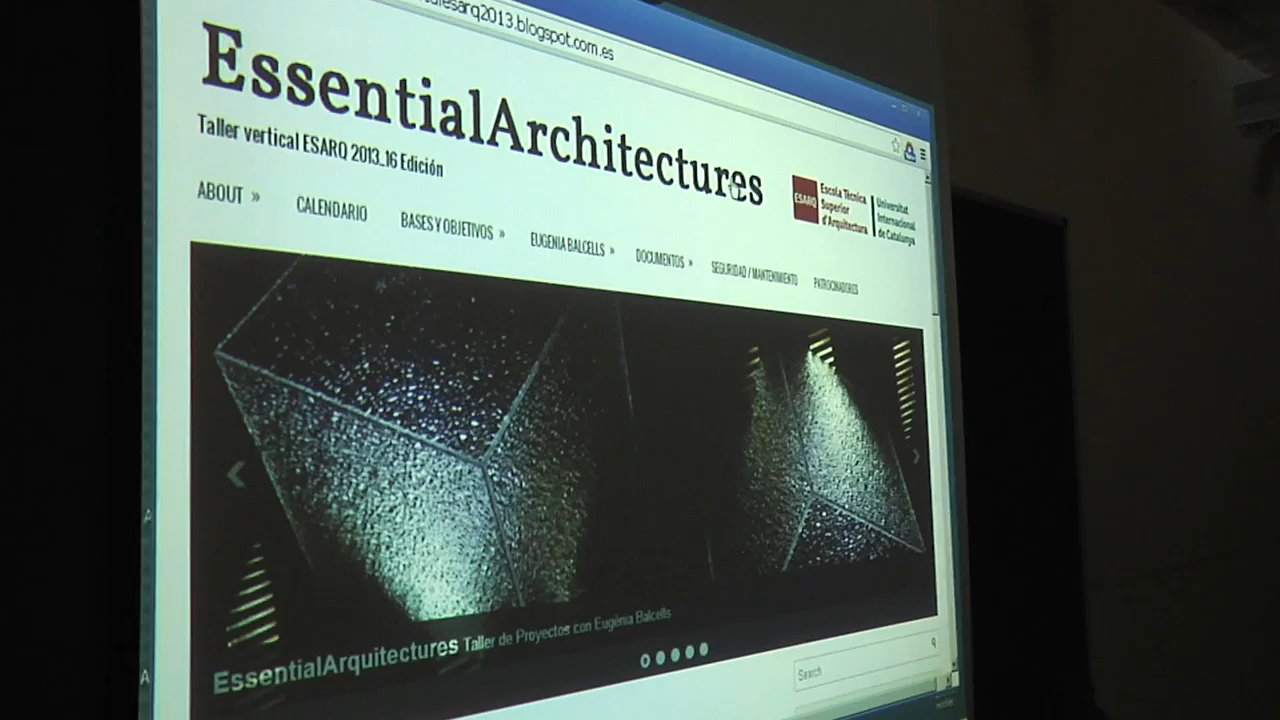 esarq2013.blogspot.com.es
EssentialArchitectures
Taller vertical ESARQ 2013_16 Edición
ESARQ
Escola Tècnica
Superior
d'Arquitectura
Universitat
Internacional
de Catalunya
ABOUT » CALENDARIO BASES Y OBJETIVOS » EUGENIA BALCELLS » DOCUMENTOS » SEGURIDAD / MANTENIMIENTO PATROCINADORES
EssentialArquitectures Taller de Proyectos con Eugènia Balcells
Search